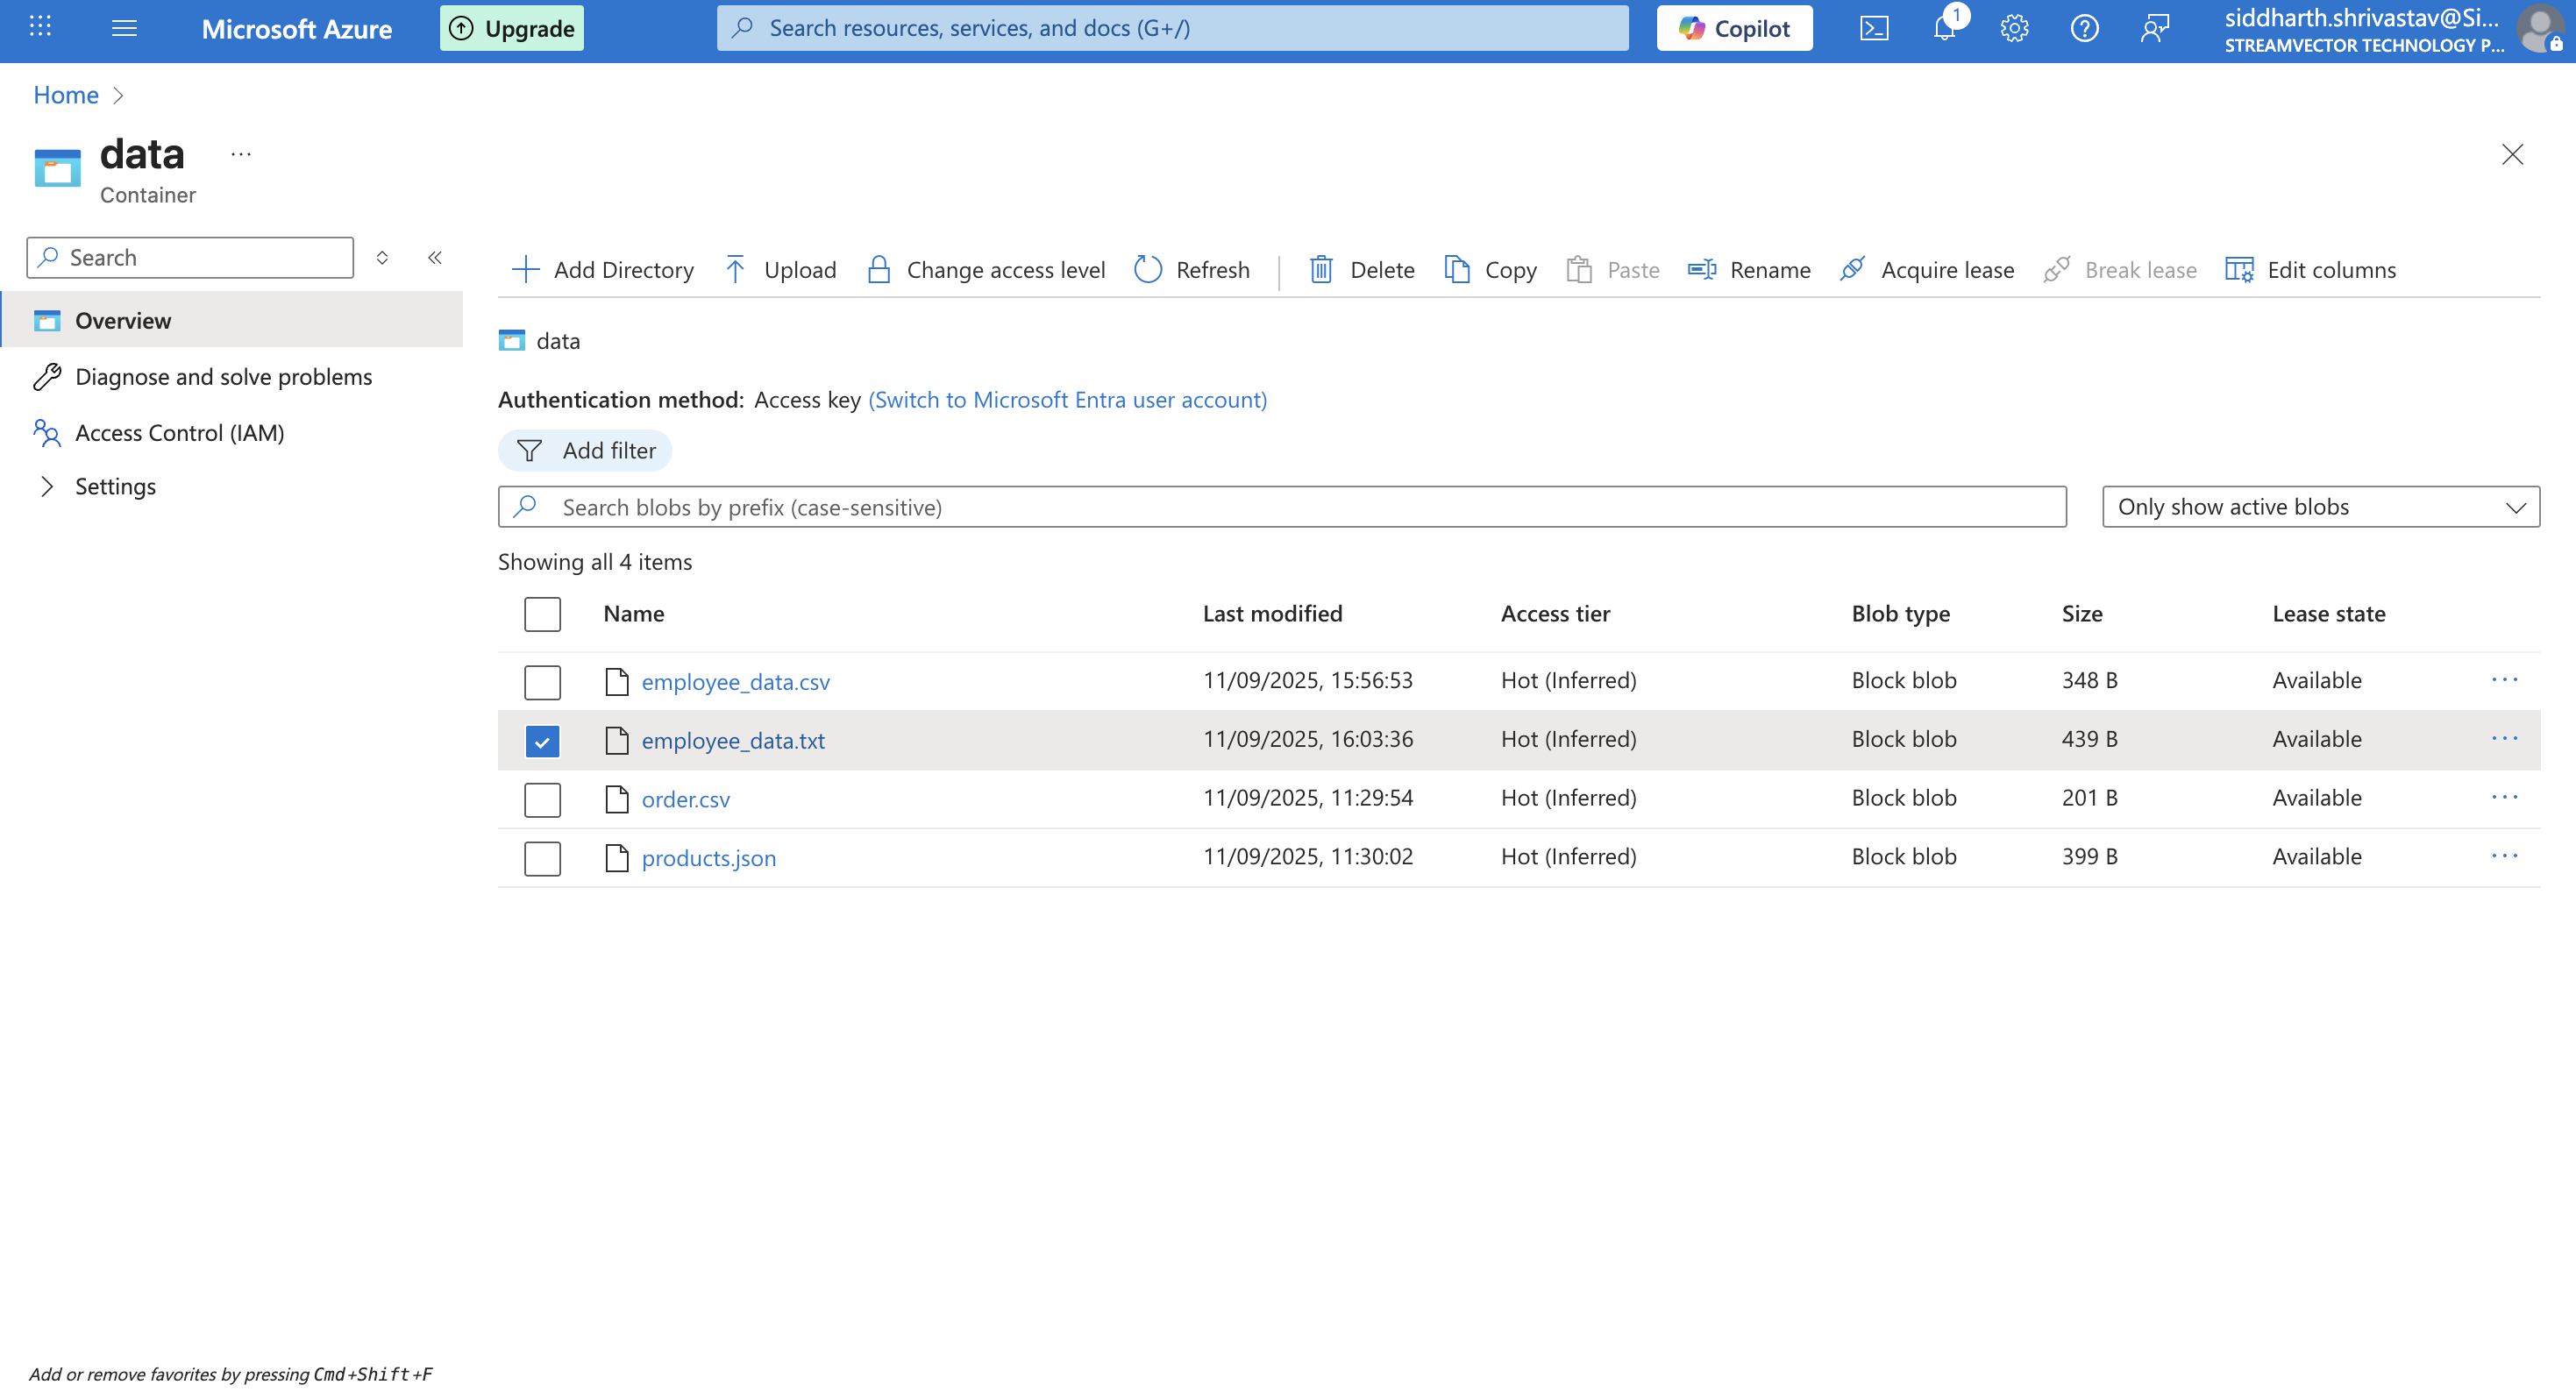 Microsoft Azure
Upgrade
Search resources, services, and docs (G+/)
Copilot
1
siddharth.shrivastav@Si...
STREAMVECTOR TECHNOLOGY P...
Home
data
...
Container
Search
Overview
Diagnose and solve problems
Access Control (IAM)
Settings
Add Directory Upload Change access level Refresh Delete Copy Paste Rename Acquire lease Break lease Edit columns
data
Authentication method: Access key (Switch to Microsoft Entra user account)
Add filter
Search blobs by prefix (case-sensitive)
Only show active blobs
Showing all 4 items
Name Last modified Access tier Blob type Size Lease state
employee_data.csv 11/09/2025, 15:56:53 Hot (Inferred) Block blob 348 B Available ...
employee_data.txt 11/09/2025, 16:03:36 Hot (Inferred) Block blob 439 B Available ...
order.csv 11/09/2025, 11:29:54 Hot (Inferred) Block blob 201 B Available ...
products.json 11/09/2025, 11:30:02 Hot (Inferred) Block blob 399 B Available ...
Add or remove favorites by pressing Cmd+Shift+F